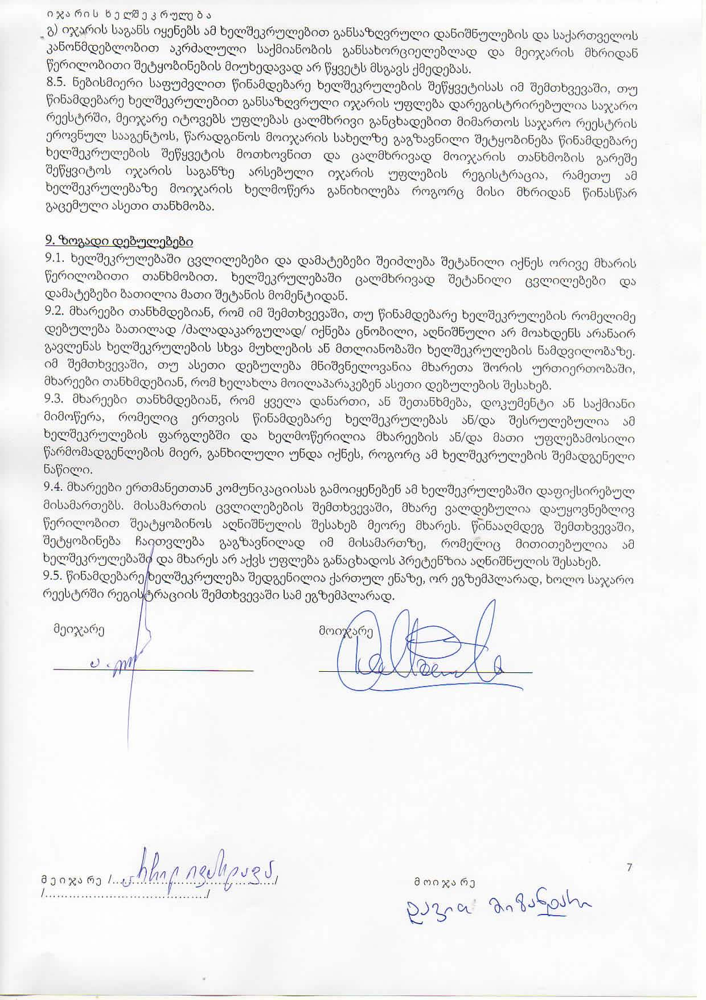 ი ჯ ა რ ი ს ხ ე ლ შ ე კ რ უ ლ ე ბ ა
გ) იჯარის საგანს იყენებს ამ ხელშეკრულებით განსაზღვრული დანიშნულების და საქართველოს
კანონმდებლობით აკრძალული საქმიანობის განსახორციელებლად და მეიჯარის მხრიდან
წერილობითი შეტყობინების მიუხედავად არ წყვეტს მსგავს ქმედებას.
8.5. ნებისმიერი საფუძვლით წინამდებარე ხელშეკრულების შეწყვეტისას იმ შემთხვევაში, თუ
წინამდებარე ხელშეკრულებით განსაზღვრული იჯარის უფლება დარეგისტრირებულია საჯარო
რეესტრში, მეიჯარე იტოვებს უფლებას ცალმხრივი განცხადებით მიმართოს საჯარო რეესტრის
ეროვნულ სააგენტოს, წარადგინოს მოიჯარის სახელზე გაგზავნილი შეტყობინება წინამდებარე
ხელშეკრულების შეწყვეტის მოთხოვნით და ცალმხრივად მოიჯარის თანხმობის გარეშე
შეწყვიტოს იჯარის საგანზე არსებული იჯარის უფლების რეგისტრაცია, რამეთუ ამ
ხელშეკრულებაზე მოიჯარის ხელმოწერა განიხილება როგორც მისი მხრიდან წინასწარ
გაცემული ასეთი თანხმობა.
9. ზოგადი დებულებები
9.1. ხელშეკრულებაში ცვლილებები და დამატებები შეიძლება შეტანილი იქნეს ორივე მხარის
წერილობითი თანხმობით. ხელშეკრულებაში ცალმხრივად შეტანილი ცვლილებები და
დამატებები ბათილია მათი შეტანის მომენტიდან.
9.2. მხარეები თანხმდებიან, რომ იმ შემთხვევაში, თუ წინამდებარე ხელშეკრულების რომელიმე
დებულება ბათილად /ძალადაკარგულად/ იქნება ცნობილი, აღნიშნული არ მოახდენს არანაირ
გავლენას ხელშეკრულების სხვა მუხლების ან მთლიანობაში ხელშეკრულების ნამდვილობაზე.
იმ შემთხვევაში, თუ ასეთი დებულება მნიშვნელოვანია მხარეთა შორის ურთიერთობაში,
მხარეები თანხმდებიან, რომ ხელახლა მოილაპარაკებენ ასეთი დებულების შესახებ.
9.3. მხარეები თანხმდებიან, რომ ყველა დანართი, ან შეთანხმება, დოკუმენტი ან საქმიანი
მიმოწერა, რომელიც ერთვის წინამდებარე ხელშეკრულებას ან/და შესრულებულია ამ
ხელშეკრულების ფარგლებში და ხელმოწერილია მხარეების ან/და მათი უფლებამოსილი
წარმომადგენლების მიერ, განხილული უნდა იქნეს, როგორც ამ ხელშეკრულების შემადგენელი
ნაწილი.
9.4. მხარეები ერთმანეთთან კომუნიკაციისას გამოიყენებენ ამ ხელშეკრულებაში დაფიქსირებულ
მისამართებს. მისამართის ცვლილებების შემთხვევაში, მხარე ვალდებულია დაუყოვნებლივ
წერილობით შეატყობინოს აღნიშნულის შესახებ მეორე მხარეს. წინააღმდეგ შემთხვევაში,
შეტყობინება ჩაითვლება გაგზავნილად იმ მისამართზე, რომელიც მითითებულია ამ
ხელშეკრულებაში და მხარეს არ აქვს უფლება განაცხადოს პრეტენზია აღნიშნულის შესახებ.
9.5. წინამდებარე ხელშეკრულება შედგენილია ქართულ ენაზე, ორ ეგზემპლარად, ხოლო საჯარო
რეესტრში რეგისტრაციის შემთხვევაში სამ ეგზემპლარად.
მეიჯარე მოიჯარე
7
მ ე ი ჯ ა რ ე /........................................../ მ ო ი ჯ ა რ ე
/........................................../
დავით